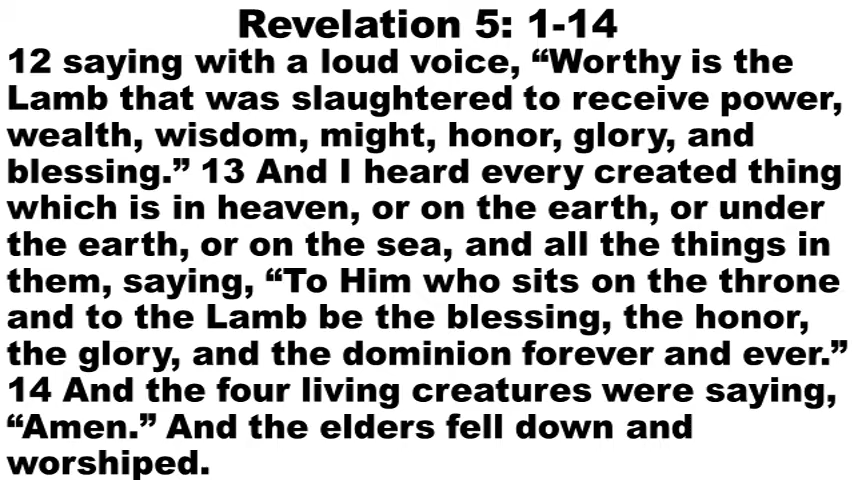 Revelation 5: 1-14
12 saying with a loud voice, “Worthy is the
Lamb that was slaughtered to receive power,
wealth, wisdom, might, honor, glory, and
blessing.” 13 And I heard every created thing
which is in heaven, or on the earth, or under
the earth, or on the sea, and all the things in
them, saying, “To Him who sits on the throne
and to the Lamb be the blessing, the honor,
the glory, and the dominion forever and ever.”
14 And the four living creatures were saying,
“Amen.” And the elders fell down and
worshiped.